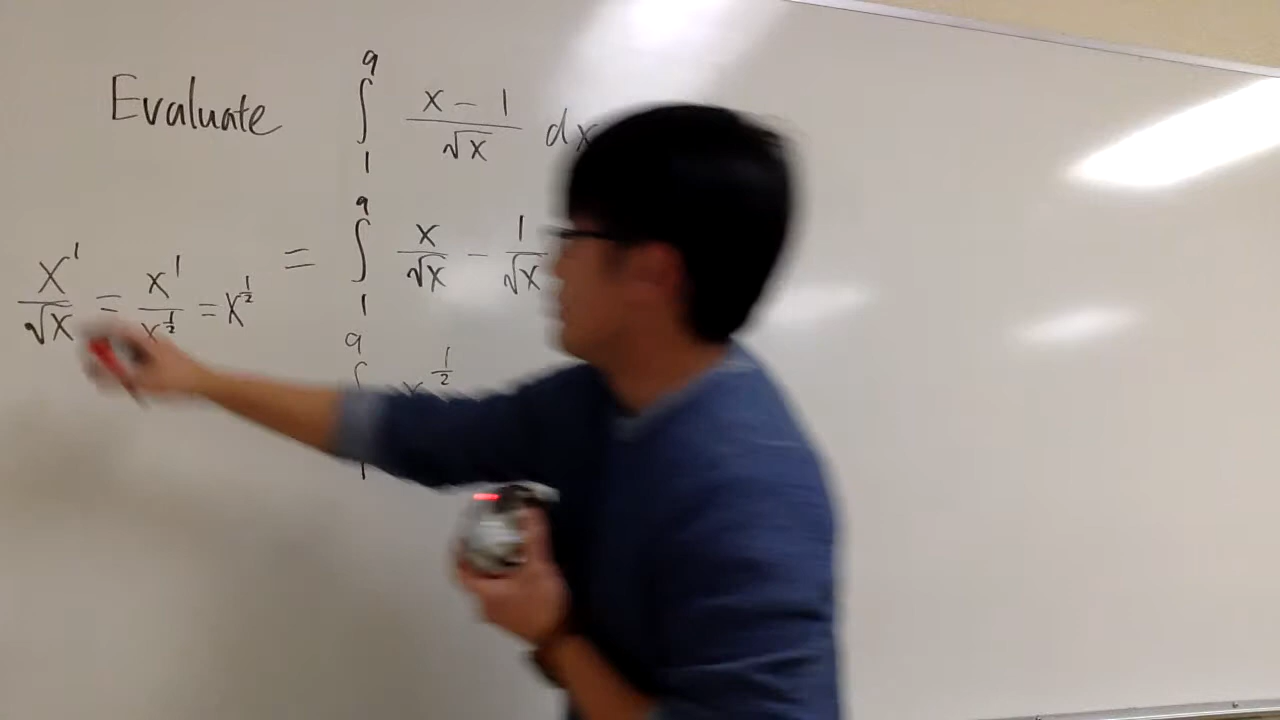 Evaluate ∫₁⁹ (x - 1)/√x dx
= ∫₁⁹ x/√x - 1/√x
x¹/√x = x¹/x^(1/2) = x^(1/2)
∫₁⁹ x^(1/2)